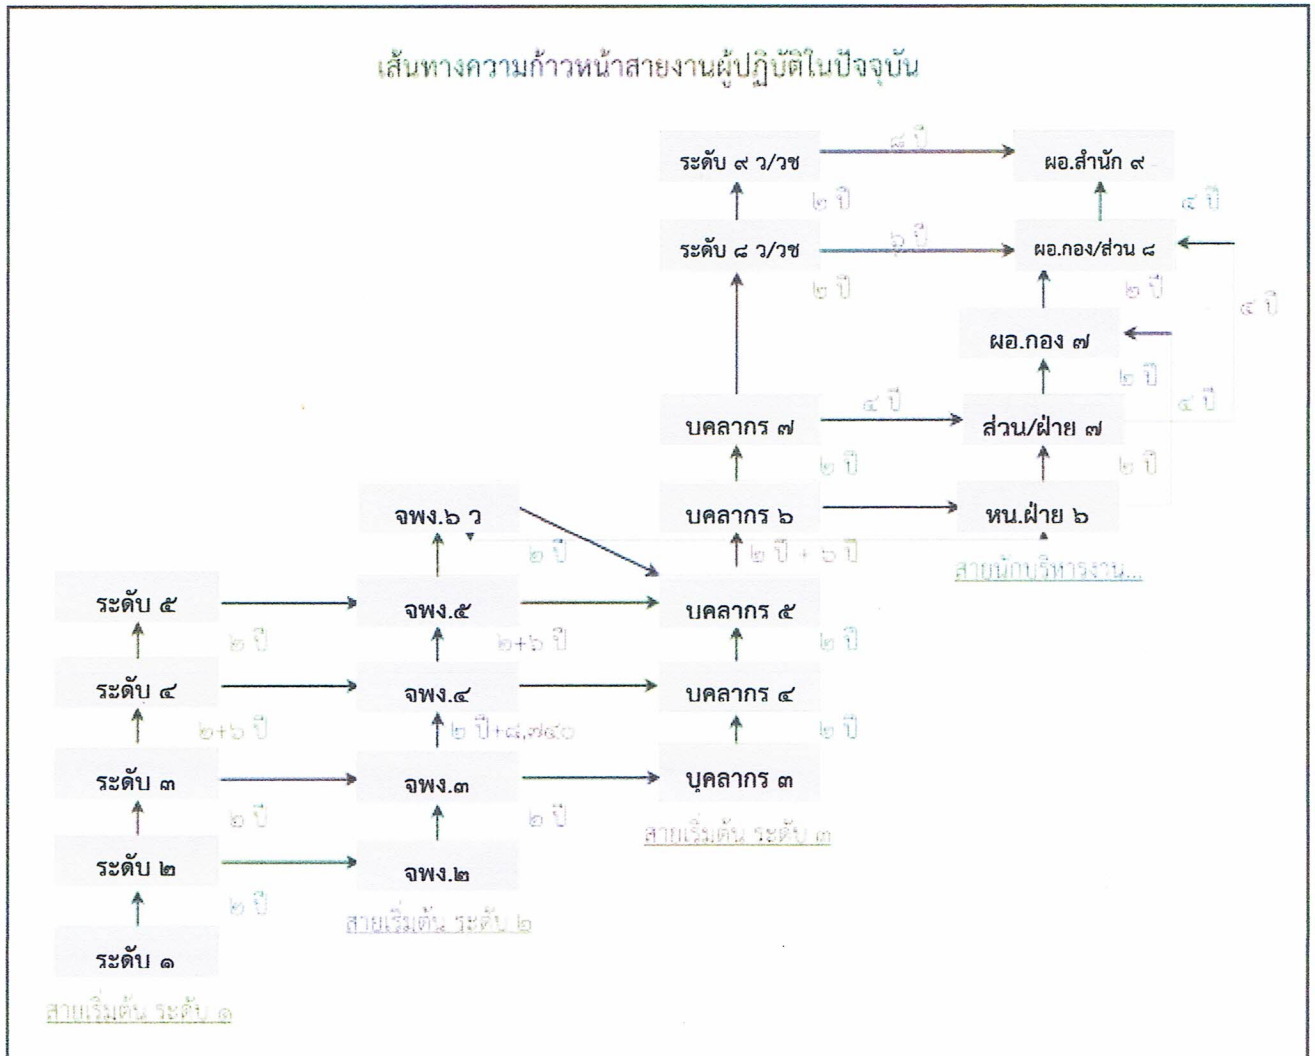 เส้นทางความก้าวหน้าสายงานผู้ปฏิบัติในปัจจุบัน
ระดับ ๙ ว/วช
๘ ปี
ผอ.สำนัก ๙
๒ ปี
๔ ปี
ระดับ ๘ ว/วช
๖ ปี
ผอ.กอง/ส่วน ๘
๒ ปี
๒ ปี
๔ ปี
ผอ.กอง ๗
๒ ปี
บคลากร ๗
๔ ปี
ส่วน/ฝ่าย ๗
๔ ปี
๒ ปี
๒ ปี
จพง.๖ ว
บคลากร ๖
หน.ฝ่าย ๖
๒ ปี
๒ ปี + ๖ ปี
สายนักบริหารงาน...
ระดับ ๕
จพง.๕
บคลากร ๕
๒ ปี
๒+๖ ปี
๒ ปี
ระดับ ๔
จพง.๔
บคลากร ๔
๒+๖ ปี
๒ ปี+๘,๗๔๐
๒ ปี
ระดับ ๓
จพง.๓
บุคลากร ๓
๒ ปี
๒ ปี
สายเริ่มต้น ระดับ ๓
ระดับ ๒
จพง.๒
๒ ปี
สายเริ่มต้น ระดับ ๒
ระดับ ๑
สายเริ่มต้น ระดับ ๑